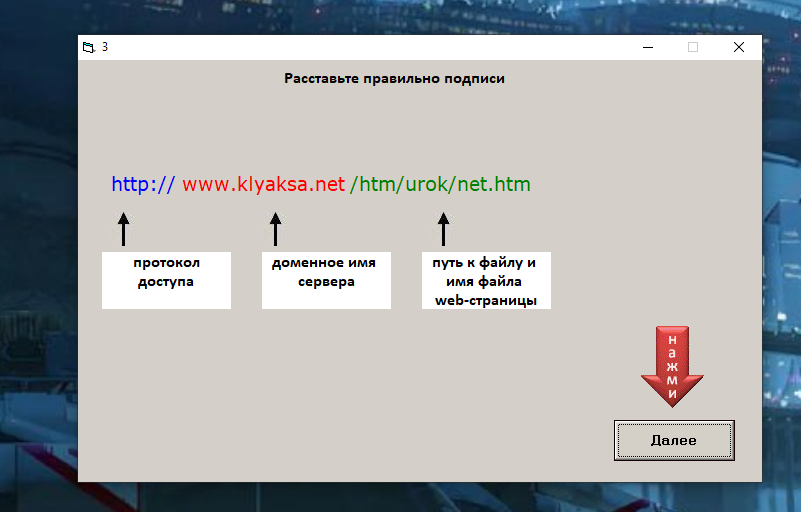 3
Расставьте правильно подписи
http:// www.klyaksa.net /htm/urok/net.htm
протокол
доступа
доменное имя
сервера
путь к файлу и
имя файла
web-страницы
нажми
Далее